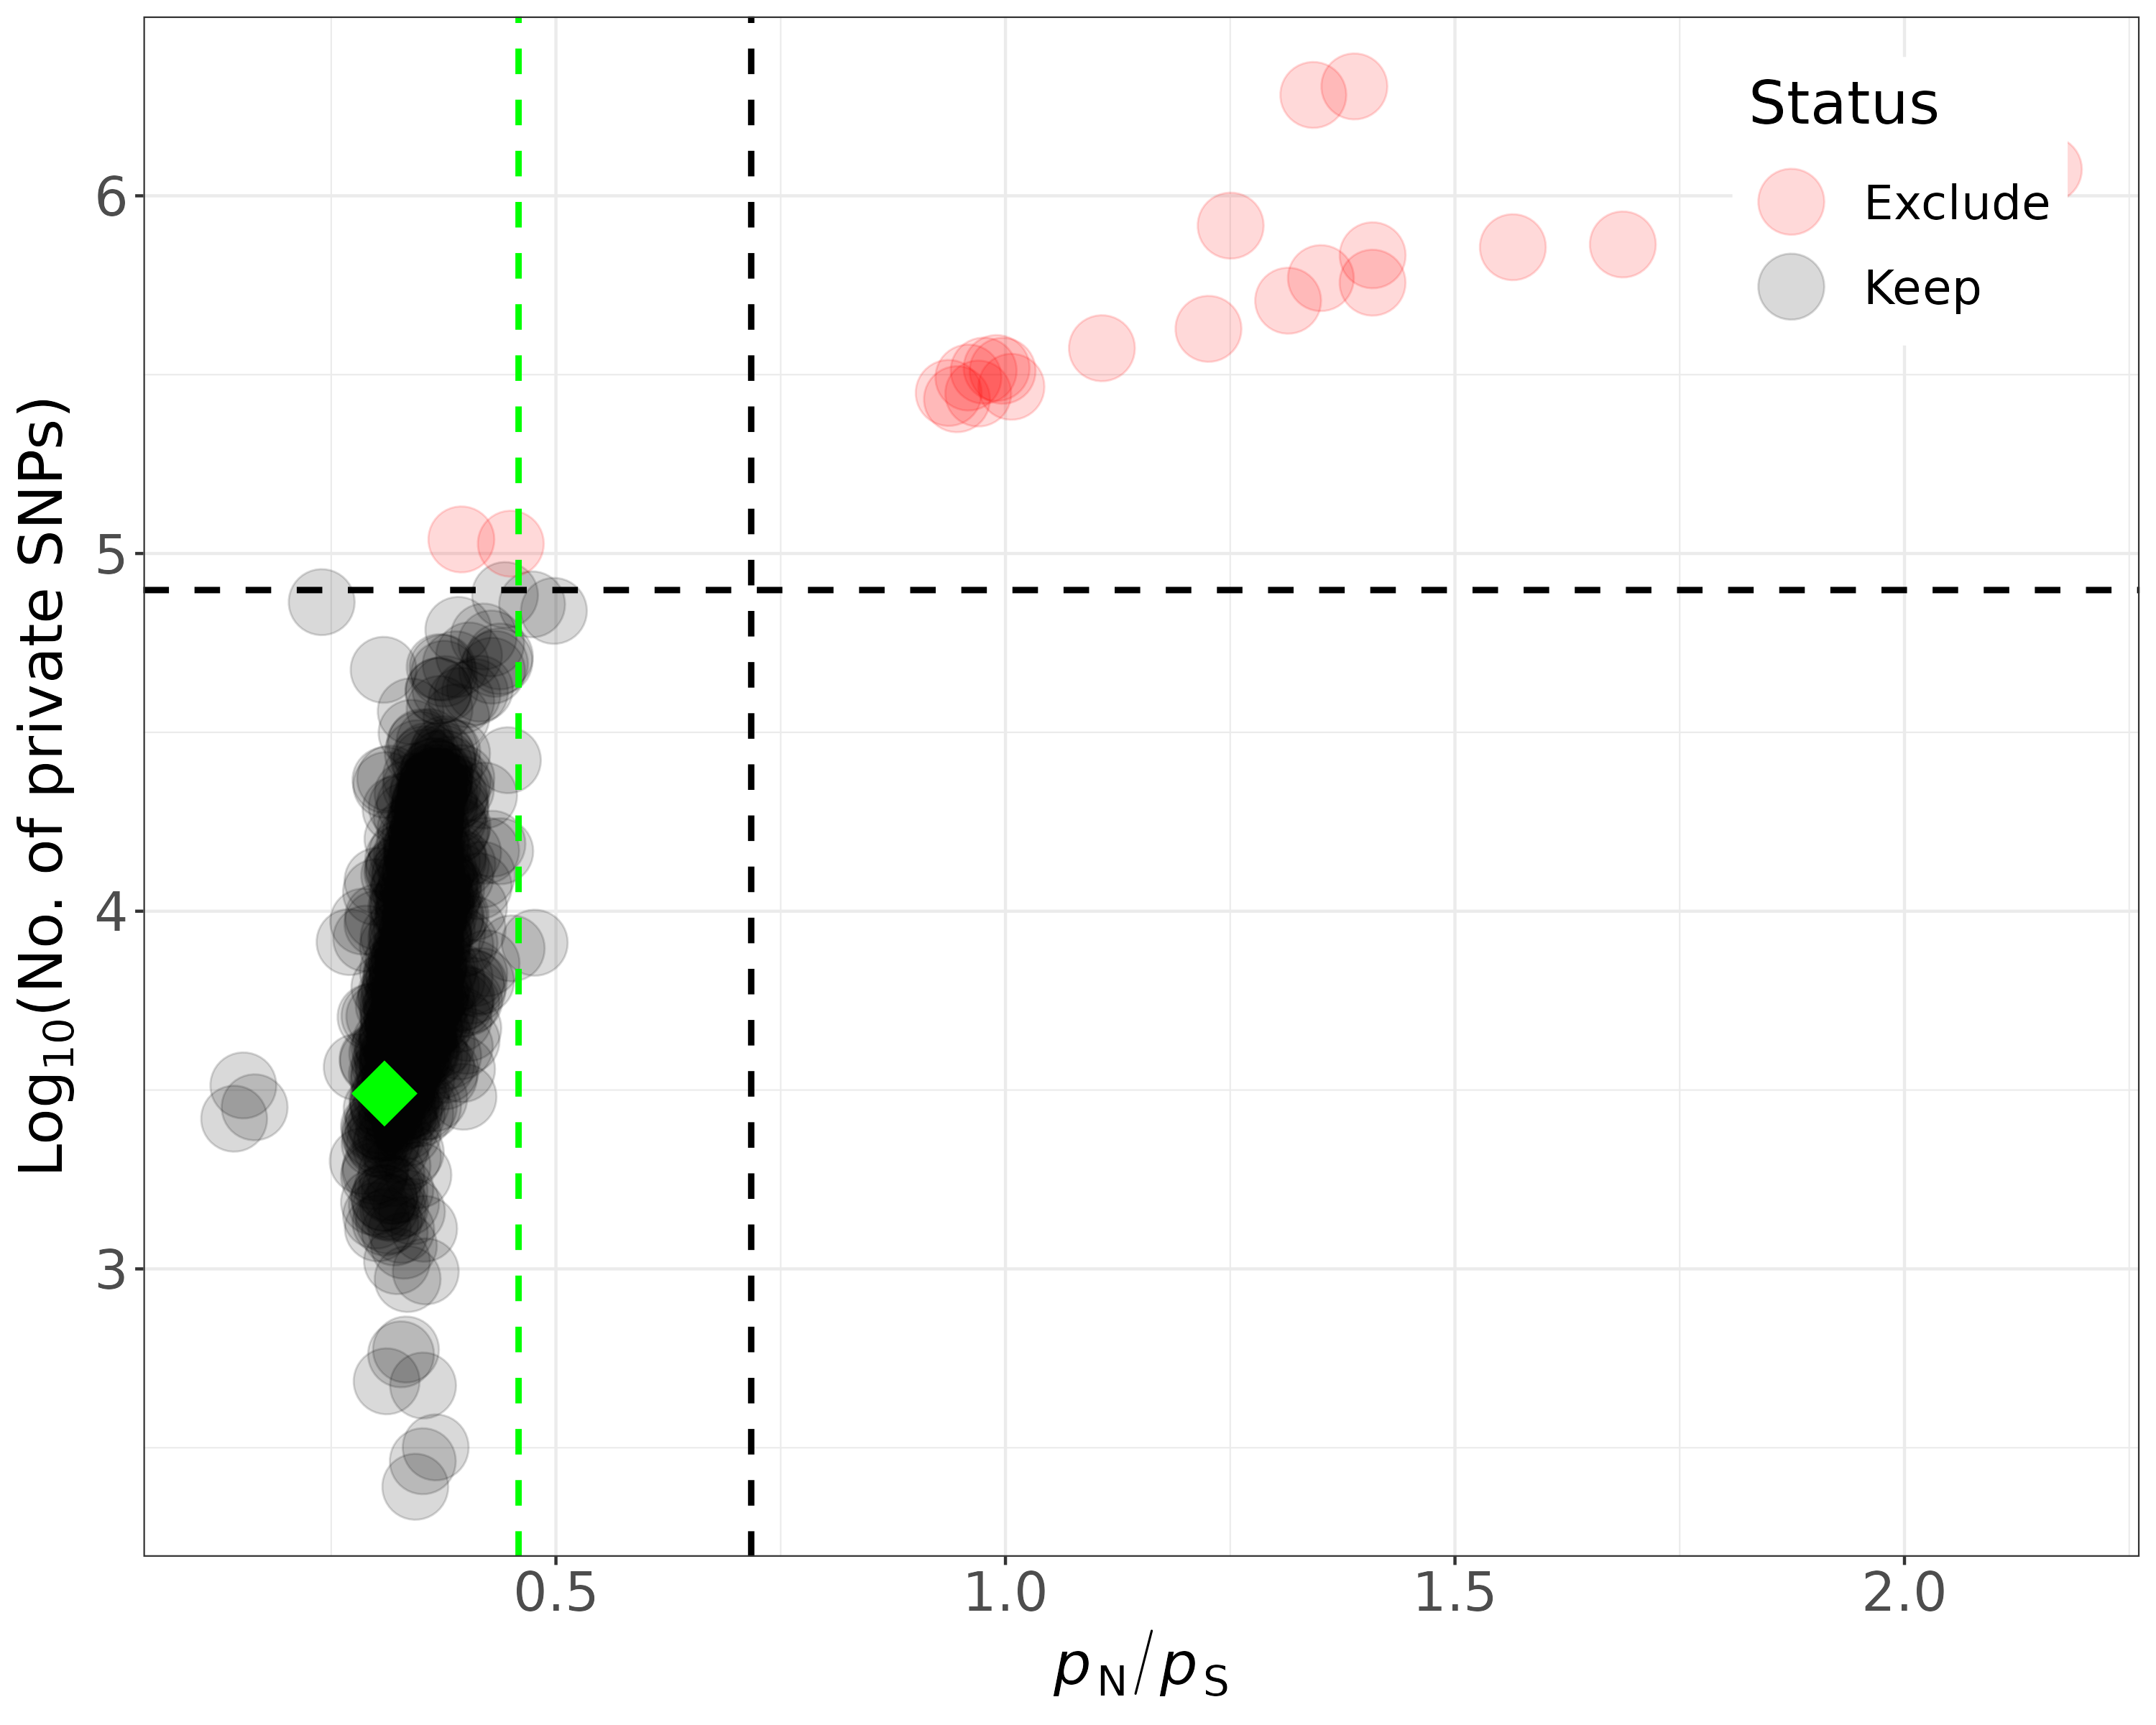 Status
Exclude
Keep
Log₁₀(No. of private SNPs)
6
5
4
3
0.5 1.0 1.5 2.0
pN/pS